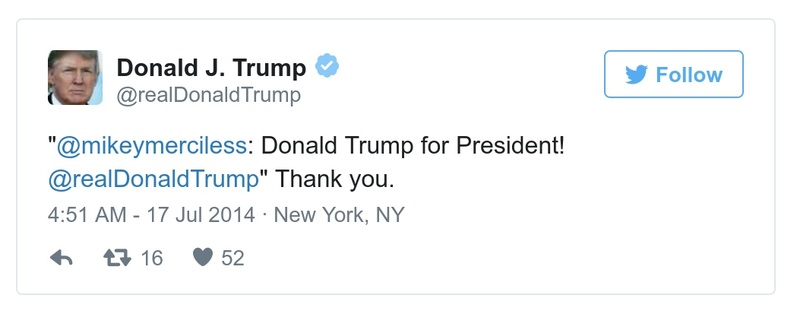 Donald J. Trump
@realDonaldTrump
Follow
"@mikeymerciless: Donald Trump for President!
@realDonaldTrump" Thank you.
4:51 AM - 17 Jul 2014 · New York, NY
16 52